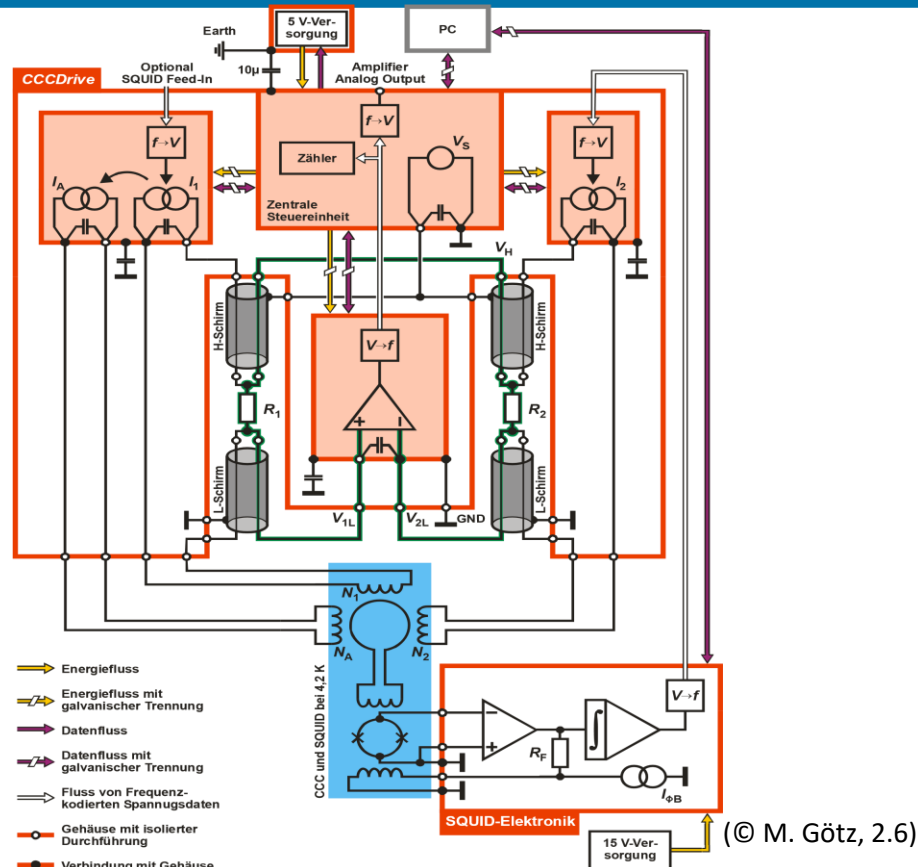 5 V-Ver-
sorgung
PC
Earth
10µ
Optional
SQUID Feed-In
Amplifier
Analog Output
CCCDrive
f→V
f→V
f→V
Zähler
V_S
I_A
I_1
I_2
Zentrale
Steuereinheit
V_H
H-Schirm
H-Schirm
V→f
R_1
R_2
+
−
L-Schirm
L-Schirm
V_1L
V_2L
GND
N_1
N_A
N_2
CCC und SQUID bei 4,2 K
V→f
−
+
∫
R_F
I_ΦB
SQUID-Elektronik
15 V-Ver-
sorgung
Energiefluss
Energiefluss mit
galvanischer Trennung
Datenfluss
Datenfluss mit
galvanischer Trennung
Fluss von Frequenz-
kodierten Spannugsdaten
Gehäuse mit isolierter
Durchführung
Verbindung mit Gehäuse
(© M. Götz, 2.6)